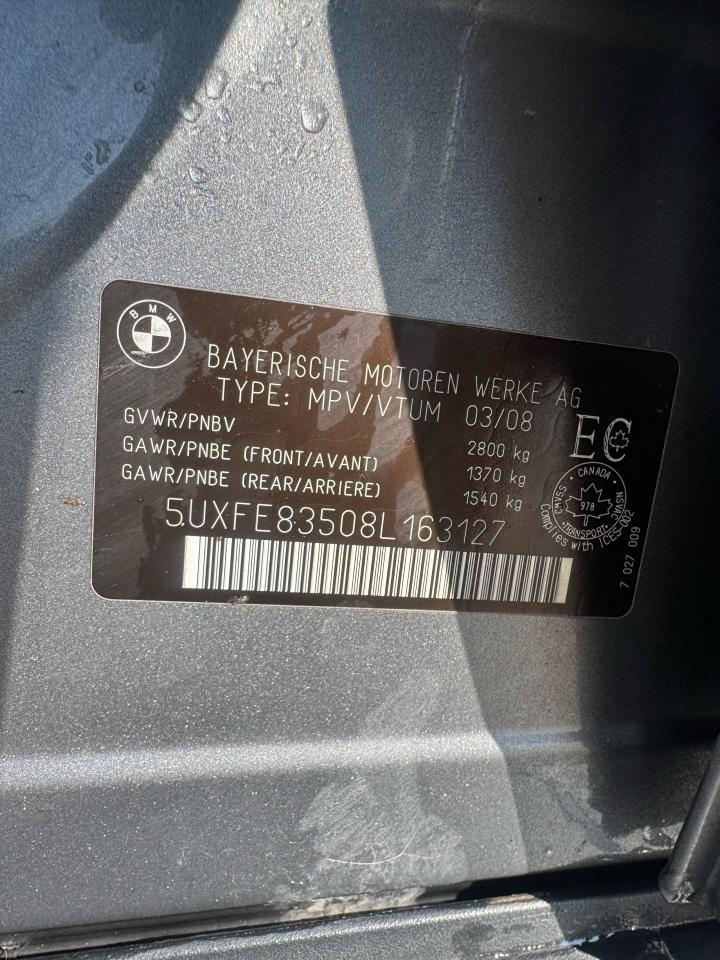 BMW
BAYERISCHE MOTOREN WERKE AG
TYPE: MPV/VTUM 03/08
GVWR/PNBV 2800 kg
GAWR/PNBE (FRONT/AVANT) 1370 kg
GAWR/PNBE (REAR/ARRIERE) 1540 kg
5UXFE83508L163127
EC
CANADA
CMVSS
NSVAC
978
TRANSPORT
Complies with ICES-002
7 027 009